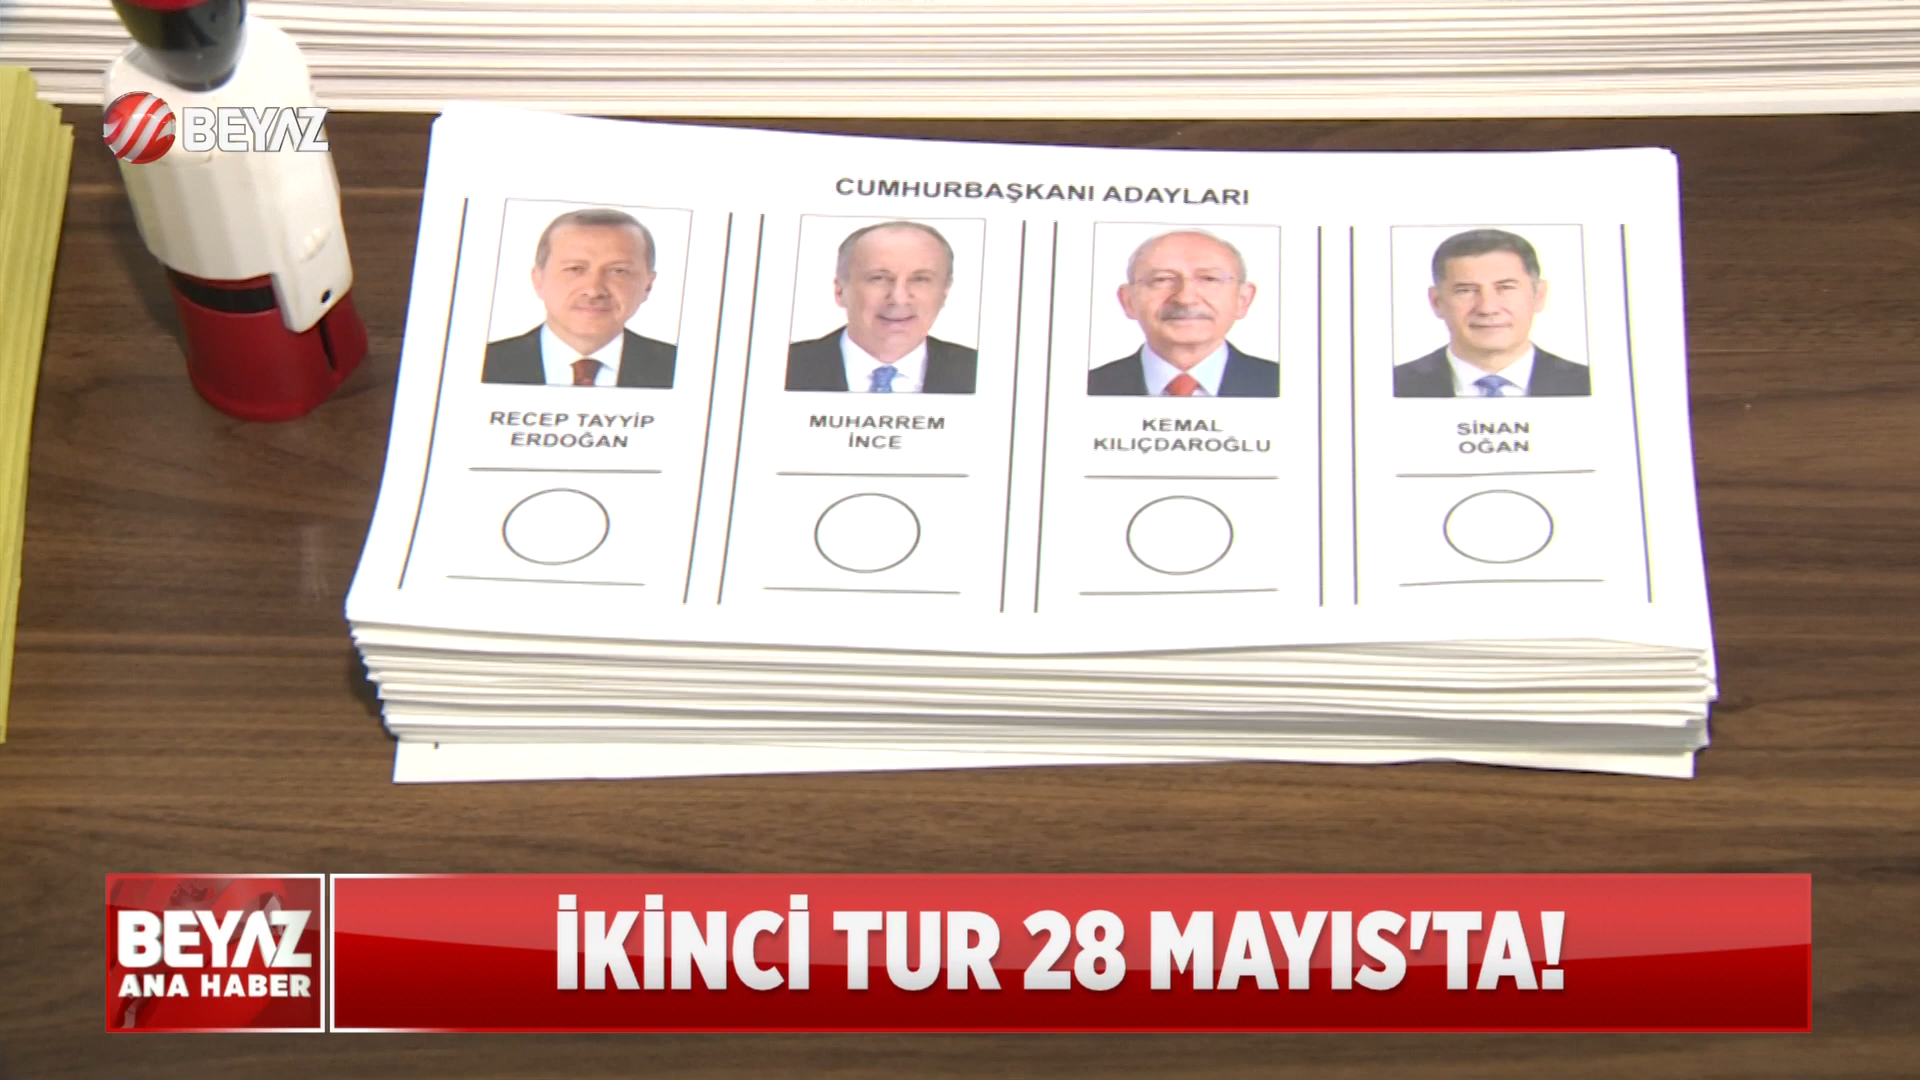 BEYAZ
CUMHURBAŞKANI ADAYLARI
RECEP TAYYİP
ERDOĞAN
MUHARREM
İNCE
KEMAL
KILIÇDAROĞLU
SİNAN
OĞAN
BEYAZ
ANA HABER
İKİNCİ TUR 28 MAYIS'TA!